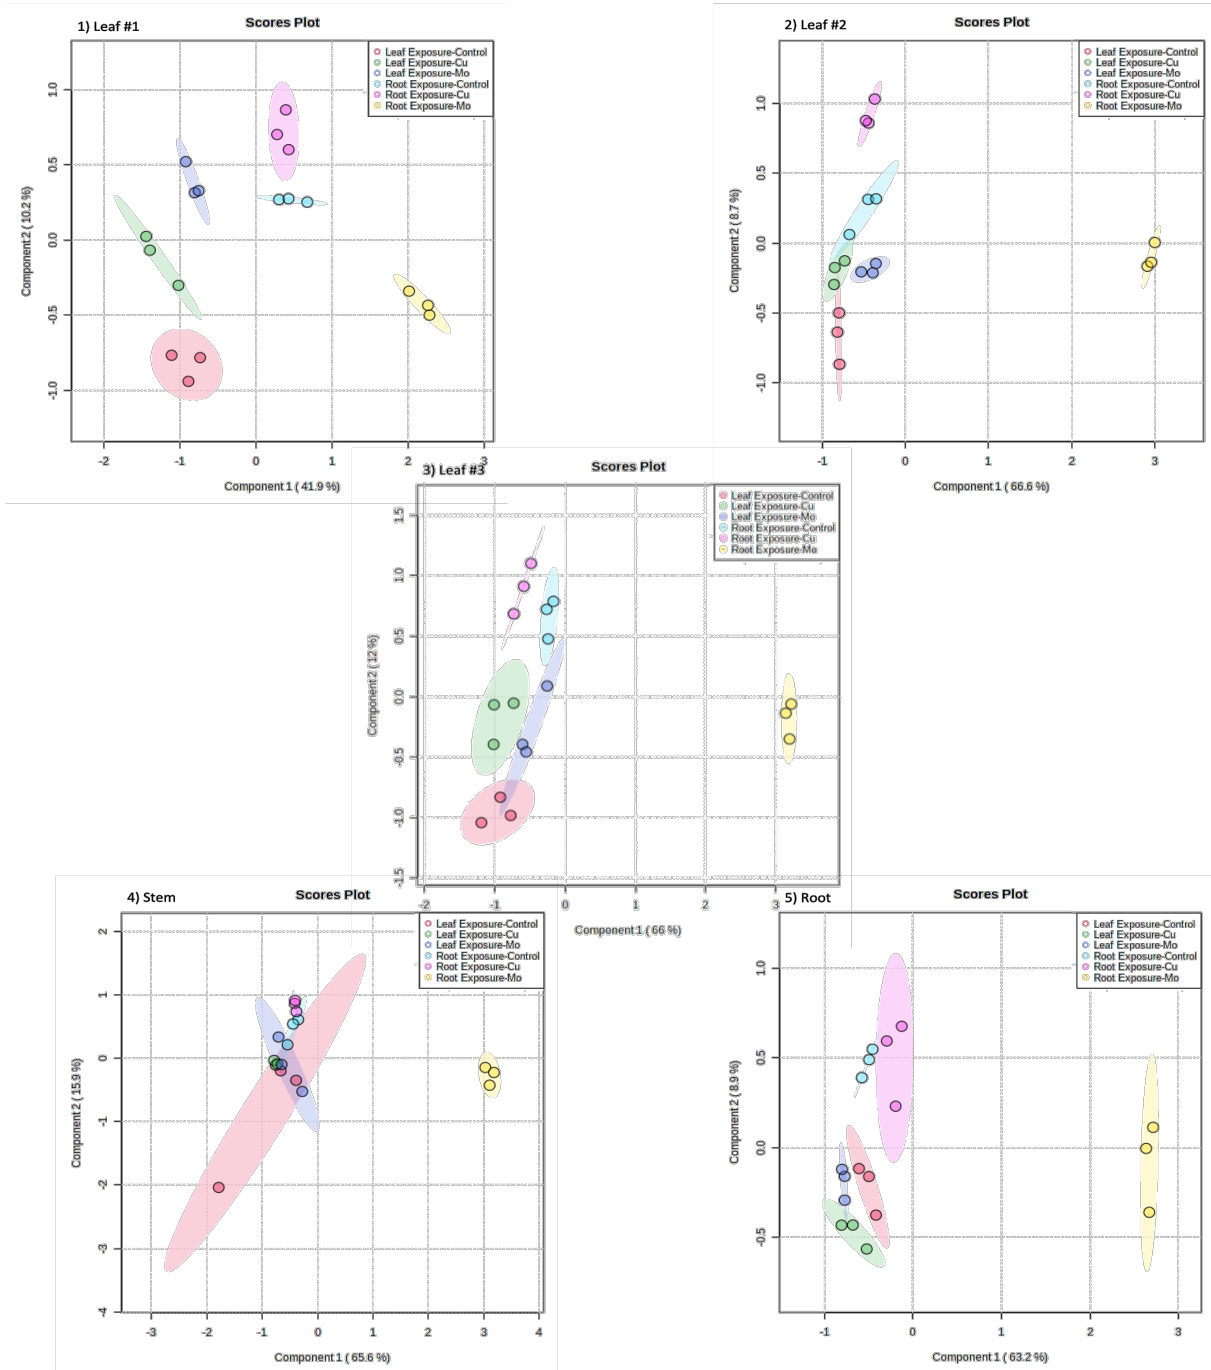 1) Leaf #1
Scores Plot
Leaf Exposure-Control
Leaf Exposure-Cu
Leaf Exposure-Mo
Root Exposure-Control
Root Exposure-Cu
Root Exposure-Mo
Component 2 ( 10.2 %)
1.0
0.5
0.0
-0.5
-1.0
-2
-1
0
1
2
3
Component 1 ( 41.9 %)
2) Leaf #2
Scores Plot
Leaf Exposure-Control
Leaf Exposure-Cu
Leaf Exposure-Mo
Root Exposure-Control
Root Exposure-Cu
Root Exposure-Mo
Component 2 ( 8.7 %)
1.0
0.5
0.0
-0.5
-1.0
-1
0
1
2
3
Component 1 ( 66.6 %)
3) Leaf #3
Scores Plot
Leaf Exposure-Control
Leaf Exposure-Cu
Leaf Exposure-Mo
Root Exposure-Control
Root Exposure-Cu
Root Exposure-Mo
Component 2 ( 12 %)
1.5
1.0
0.5
0.0
-0.5
-1.0
-1.5
-2
-1
0
1
2
3
Component 1 ( 66 %)
4) Stem
Scores Plot
Leaf Exposure-Control
Leaf Exposure-Cu
Leaf Exposure-Mo
Root Exposure-Control
Root Exposure-Cu
Root Exposure-Mo
Component 2 ( 15.9 %)
2
1
0
-1
-2
-3
-4
-3
-2
-1
0
1
2
3
4
Component 1 ( 65.6 %)
5) Root
Scores Plot
Leaf Exposure-Control
Leaf Exposure-Cu
Leaf Exposure-Mo
Root Exposure-Control
Root Exposure-Cu
Root Exposure-Mo
Component 2 ( 8.9 %)
1.0
0.5
0.0
-0.5
-1
0
1
2
3
Component 1 ( 63.2 %)